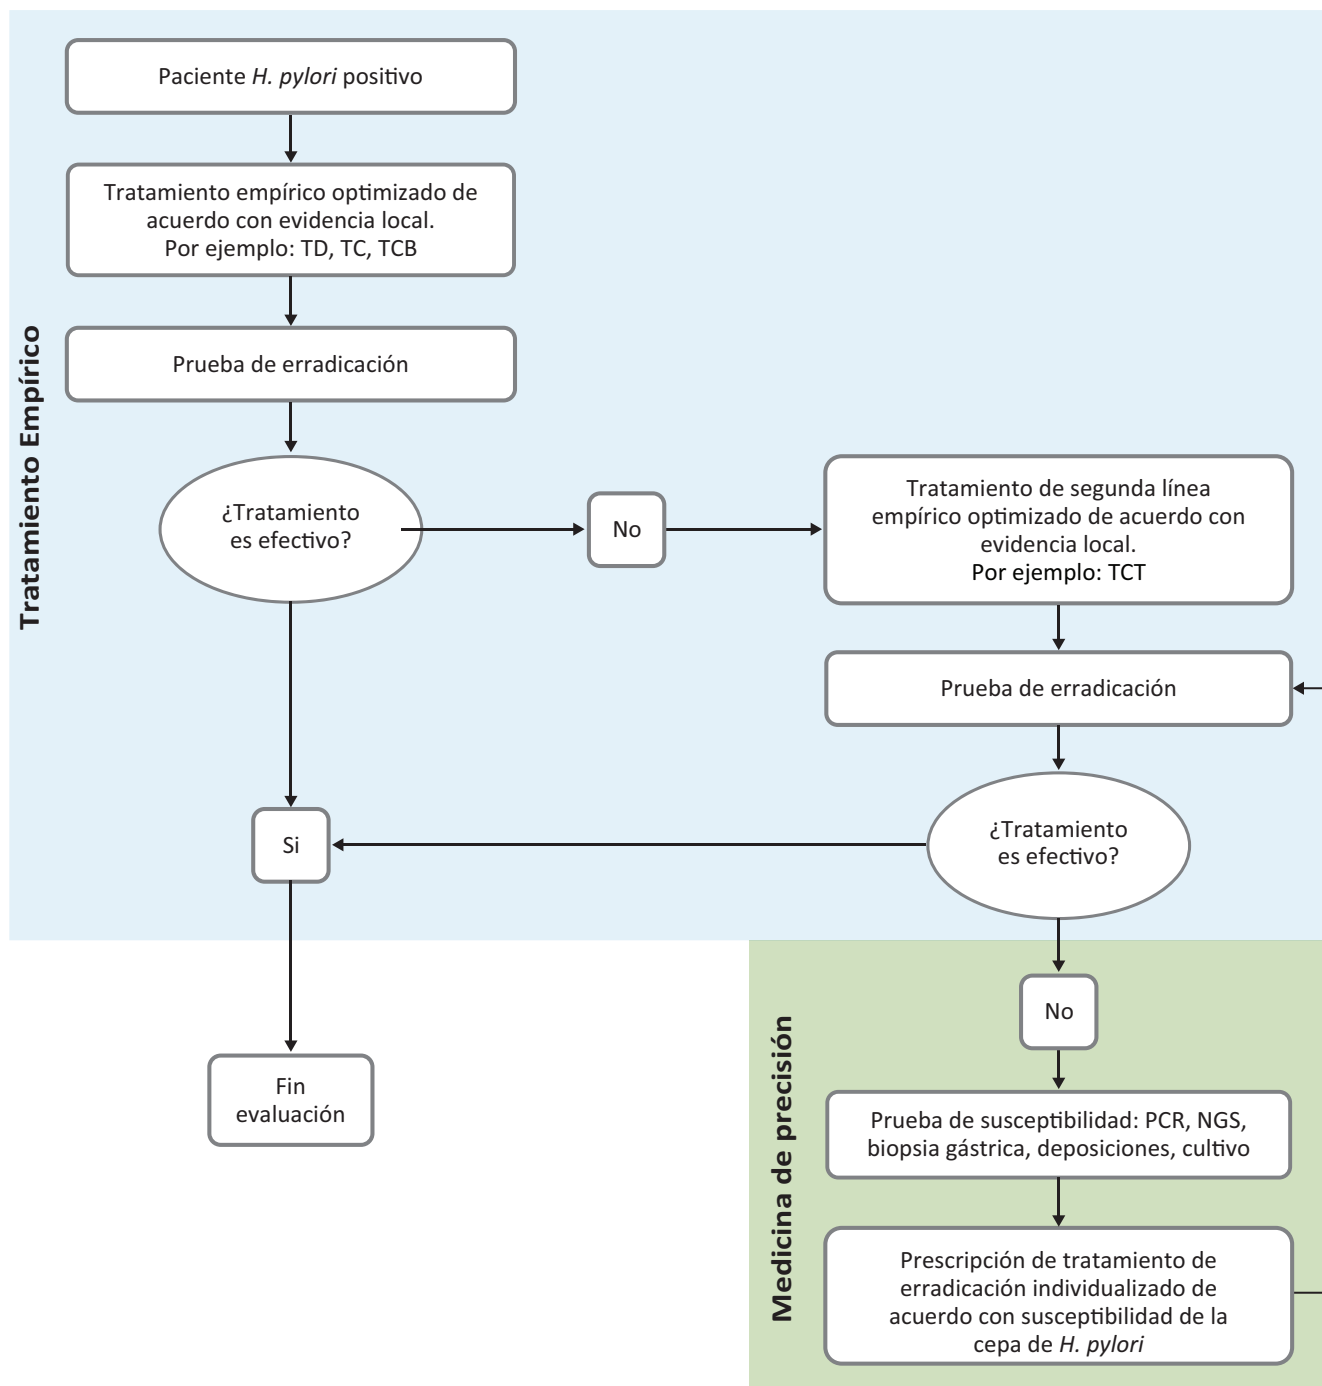 Paciente H. pylori positivo
Tratamiento empírico optimizado de
acuerdo con evidencia local.
Por ejemplo: TD, TC, TCB
Prueba de erradicación
Tratamiento Empírico
¿Tratamiento
es efectivo?
No
Tratamiento de segunda línea
empírico optimizado de acuerdo con
evidencia local.
Por ejemplo: TCT
Prueba de erradicación
¿Tratamiento
es efectivo?
Si
Fin
evaluación
No
Medicina de precisión
Prueba de susceptibilidad: PCR, NGS,
biopsia gástrica, deposiciones, cultivo
Prescripción de tratamiento de
erradicación individualizado de
acuerdo con susceptibilidad de la
cepa de H. pylori